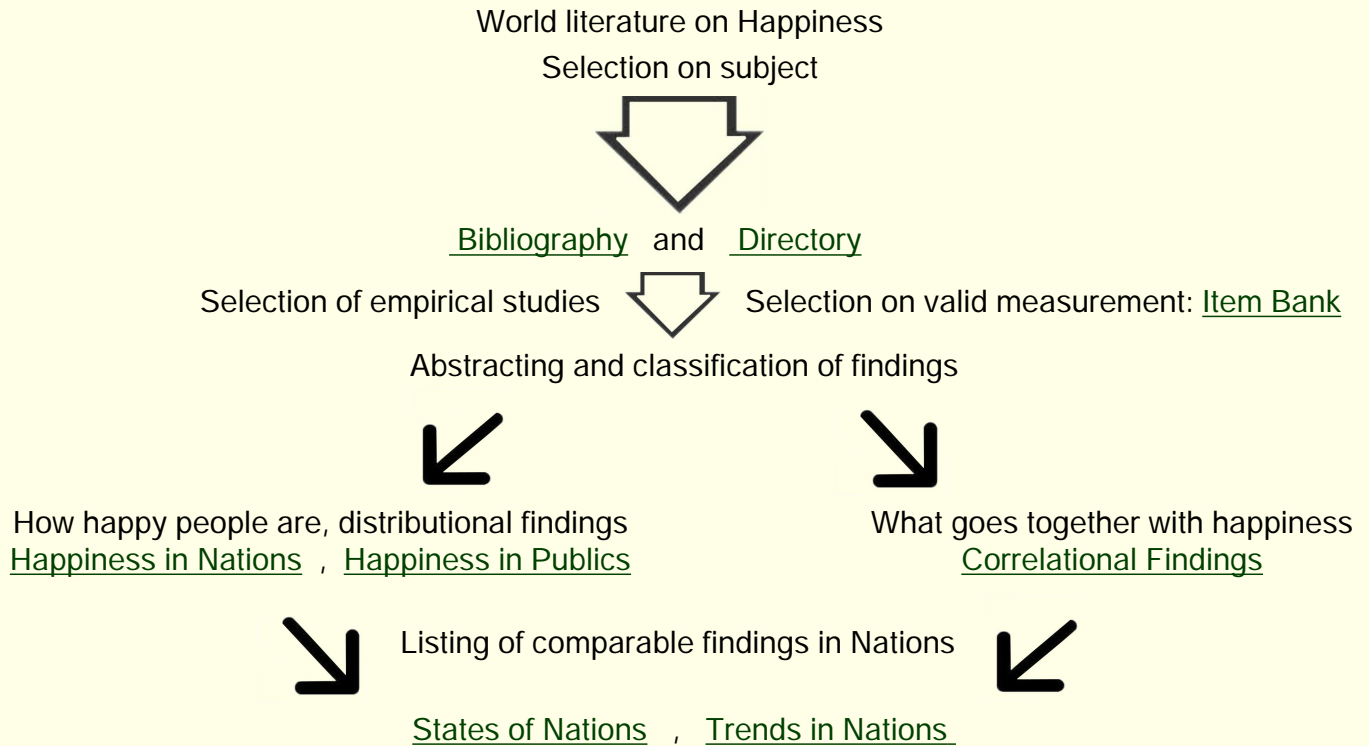 World literature on Happiness
Selection on subject
Bibliography and Directory
Selection of empirical studies
Selection on valid measurement: Item Bank
Abstracting and classification of findings
How happy people are, distributional findings
Happiness in Nations , Happiness in Publics
What goes together with happiness
Correlational Findings
Listing of comparable findings in Nations
States of Nations , Trends in Nations